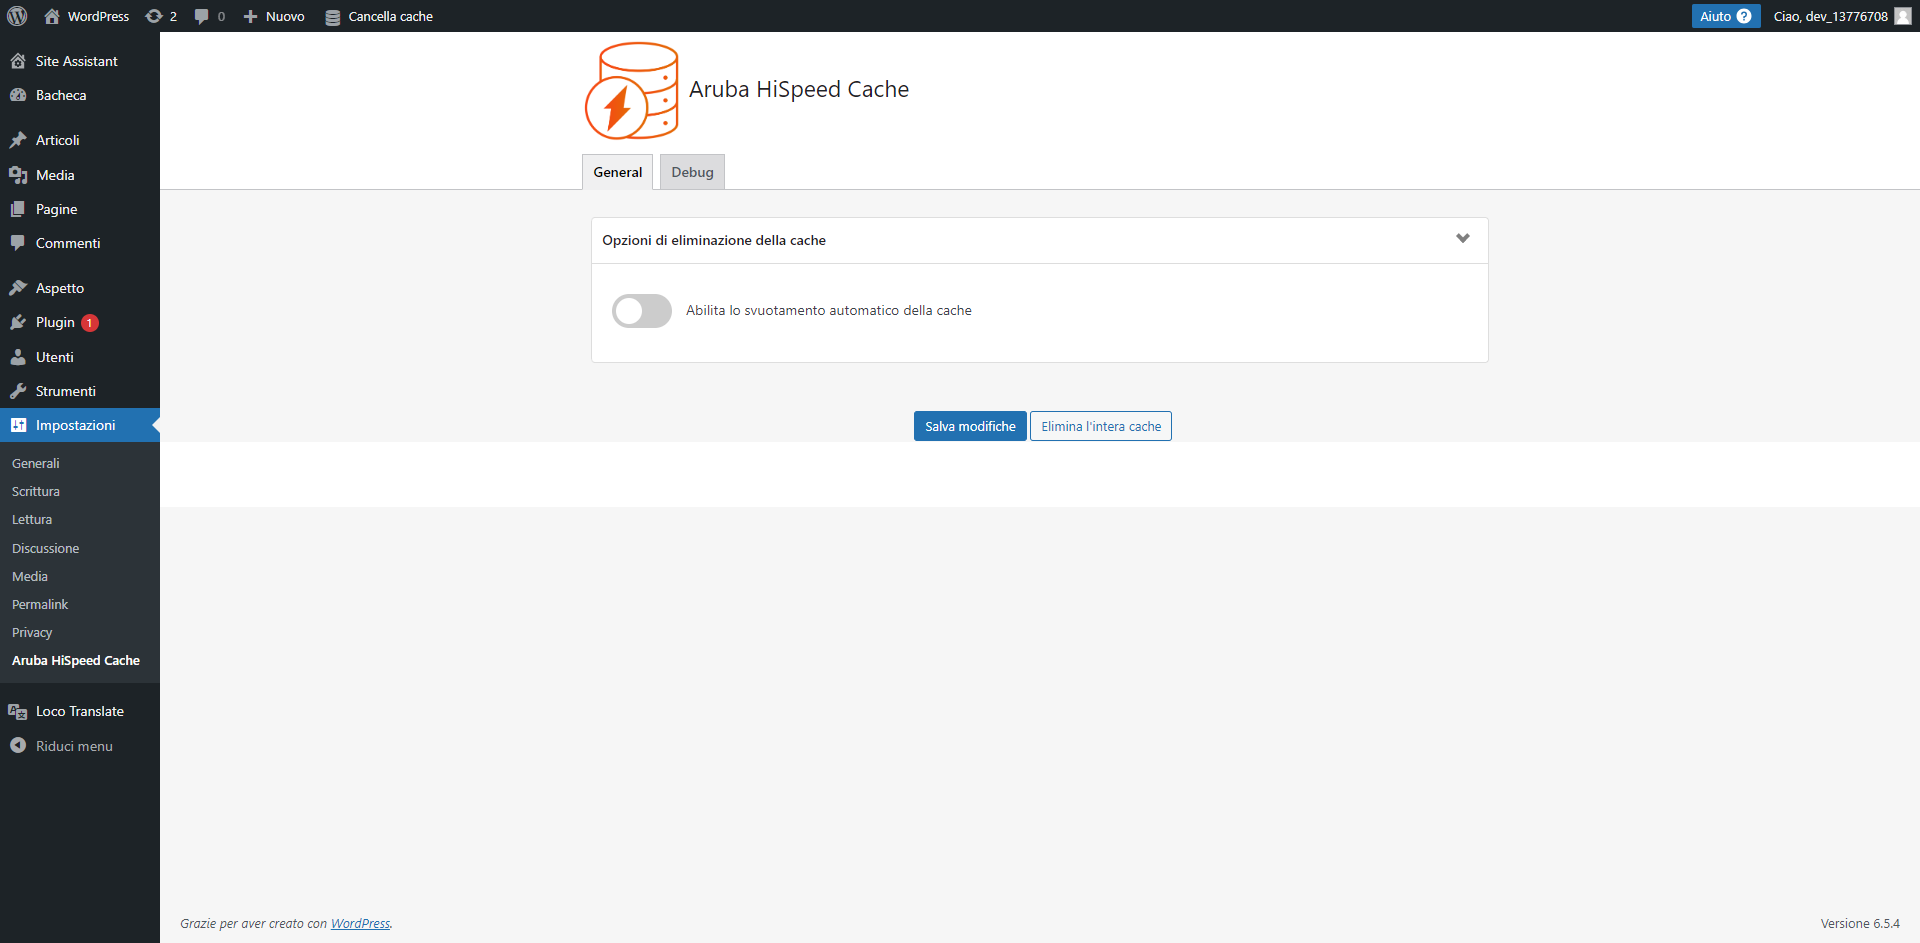 WordPress 2 0 Nuovo Cancella cache Aiuto ? Ciao, dev_13776708
Site Assistant
Bacheca
Articoli
Media
Pagine
Commenti
Aspetto
Plugin 1
Utenti
Strumenti
Impostazioni
Generali
Scrittura
Lettura
Discussione
Media
Permalink
Privacy
Aruba HiSpeed Cache
Loco Translate
Riduci menu
Aruba HiSpeed Cache
General Debug
Opzioni di eliminazione della cache
Abilita lo svuotamento automatico della cache
Salva modifiche Elimina l'intera cache
Grazie per aver creato con WordPress. Versione 6.5.4